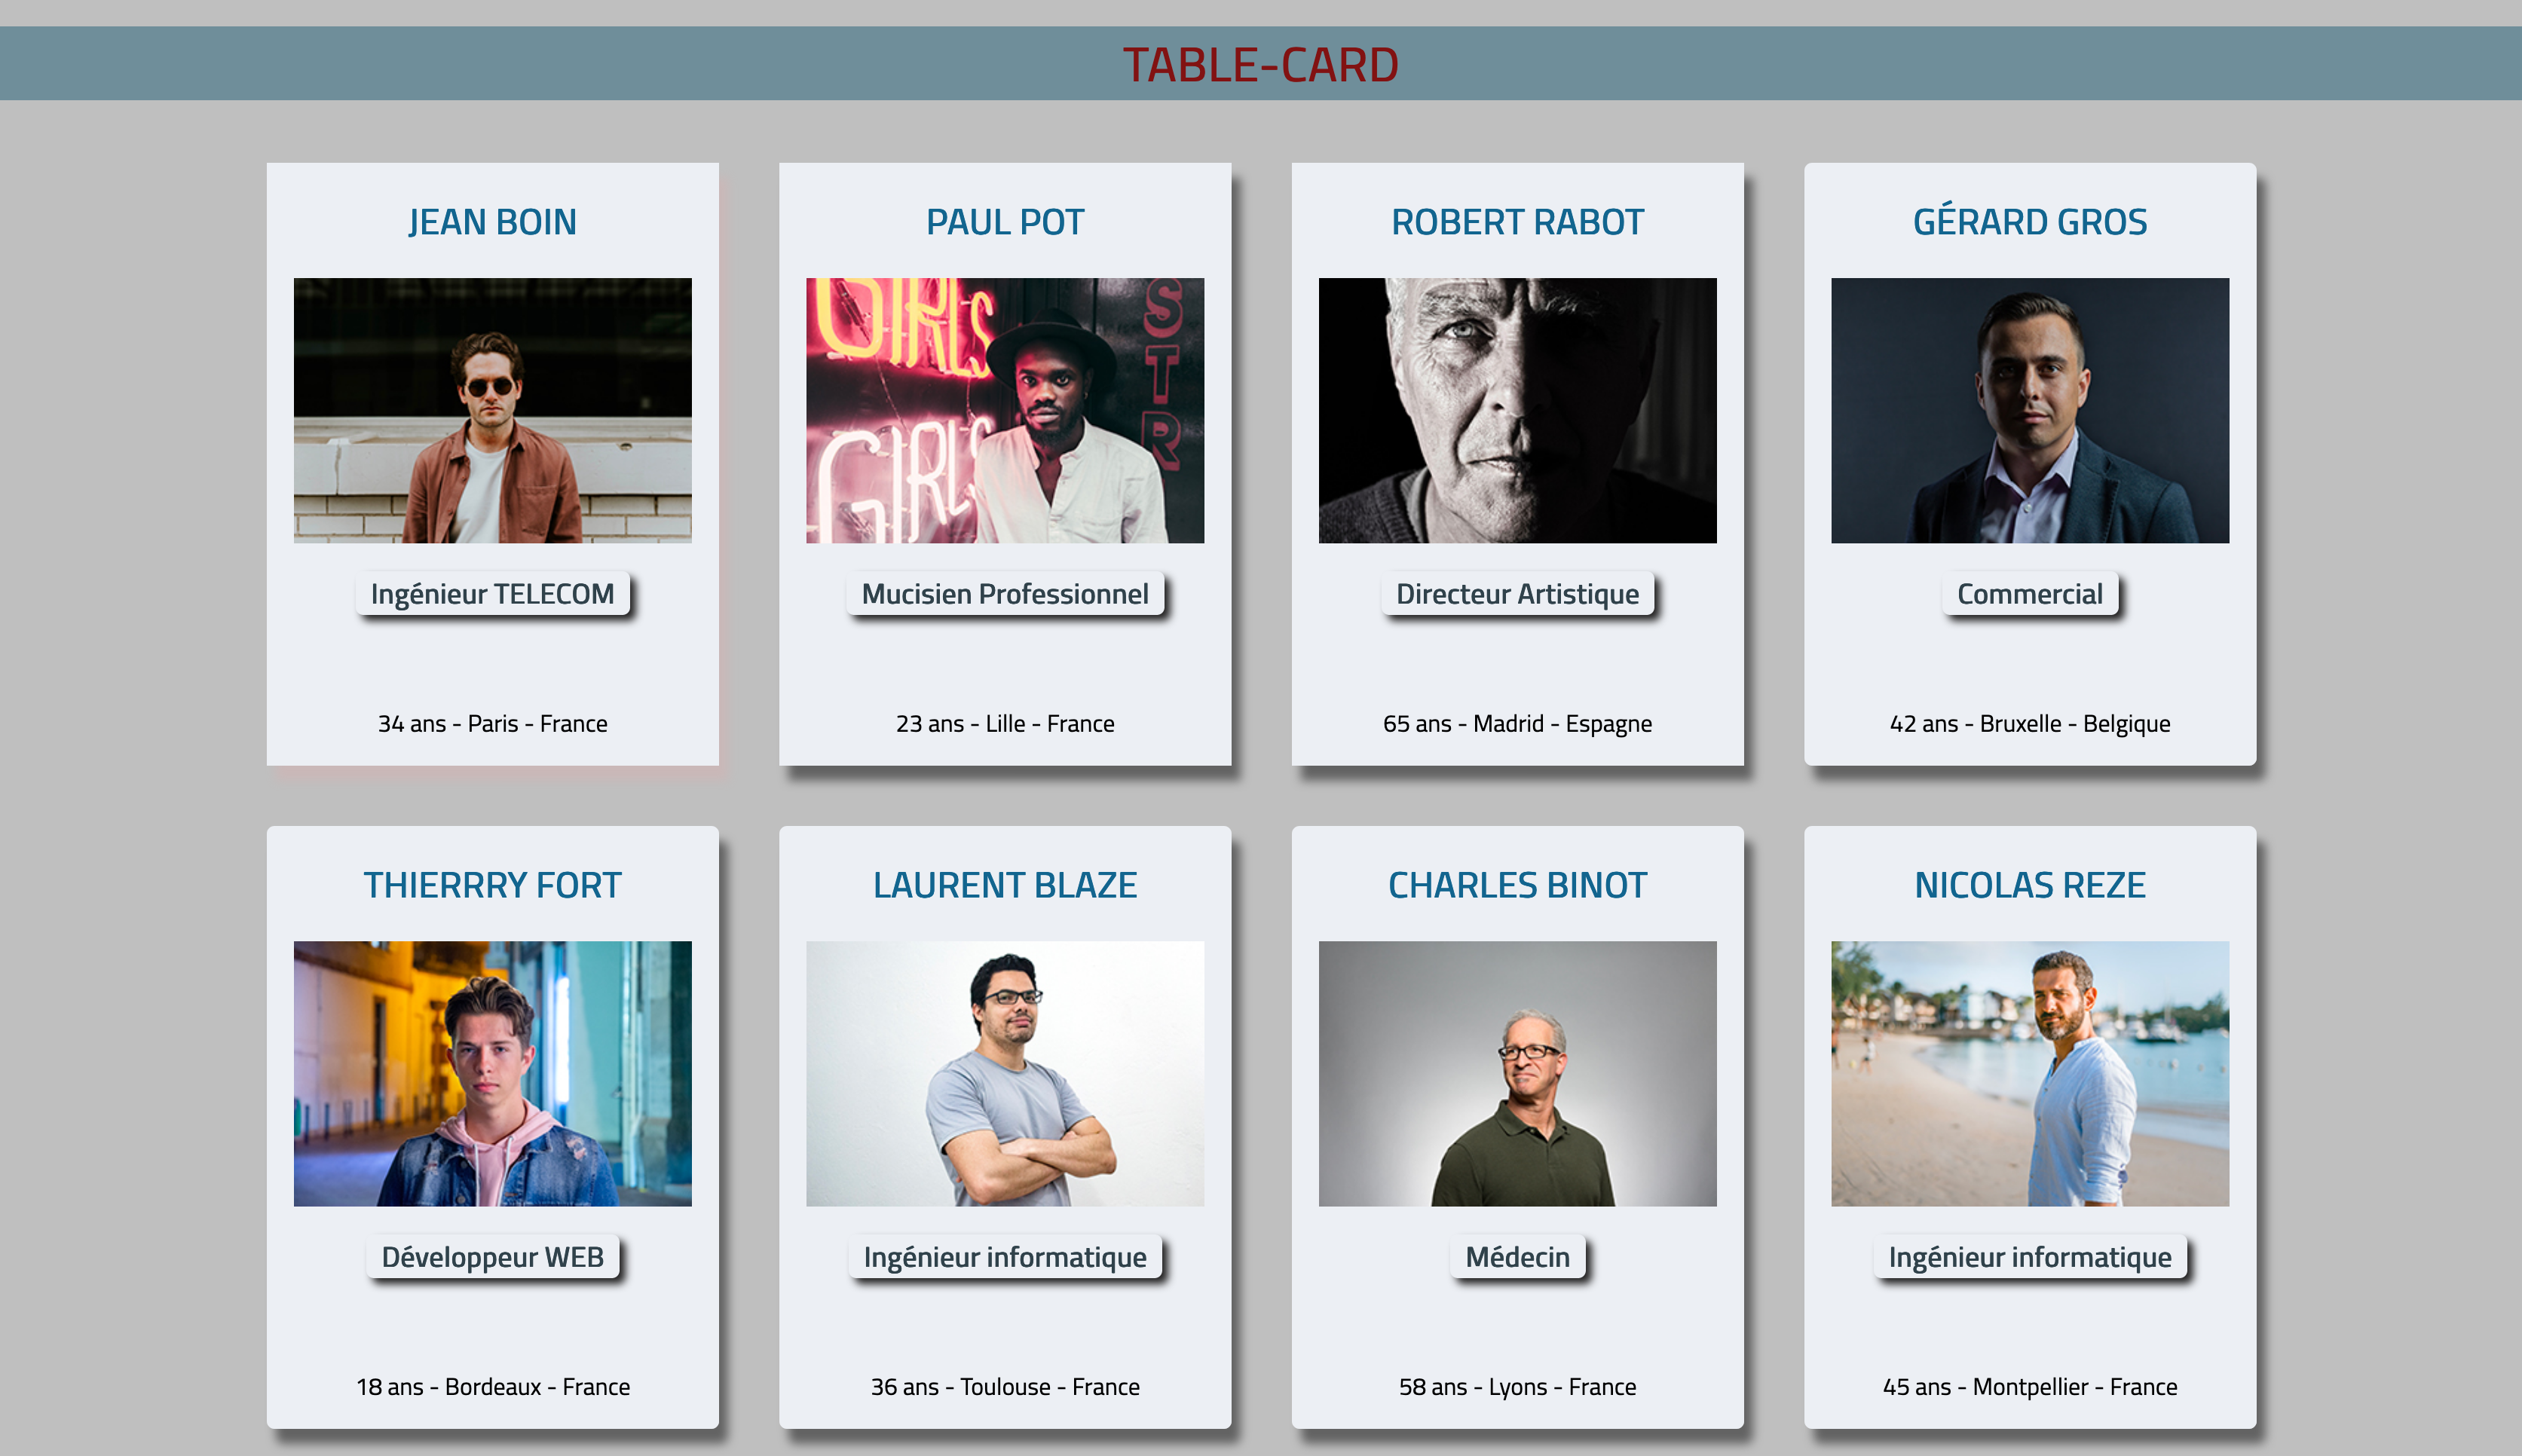 TABLE-CARD
JEAN BOIN
PAUL POT
ROBERT RABOT
GÉRARD GROS
GIRLS
GIRLS
STR
Ingénieur TELECOM
Mucisien Professionnel
Directeur Artistique
Commercial
34 ans - Paris - France
23 ans - Lille - France
65 ans - Madrid - Espagne
42 ans - Bruxelle - Belgique
THIERRRY FORT
LAURENT BLAZE
CHARLES BINOT
NICOLAS REZE
Développeur WEB
Ingénieur informatique
Médecin
Ingénieur informatique
18 ans - Bordeaux - France
36 ans - Toulouse - France
58 ans - Lyons - France
45 ans - Montpellier - France